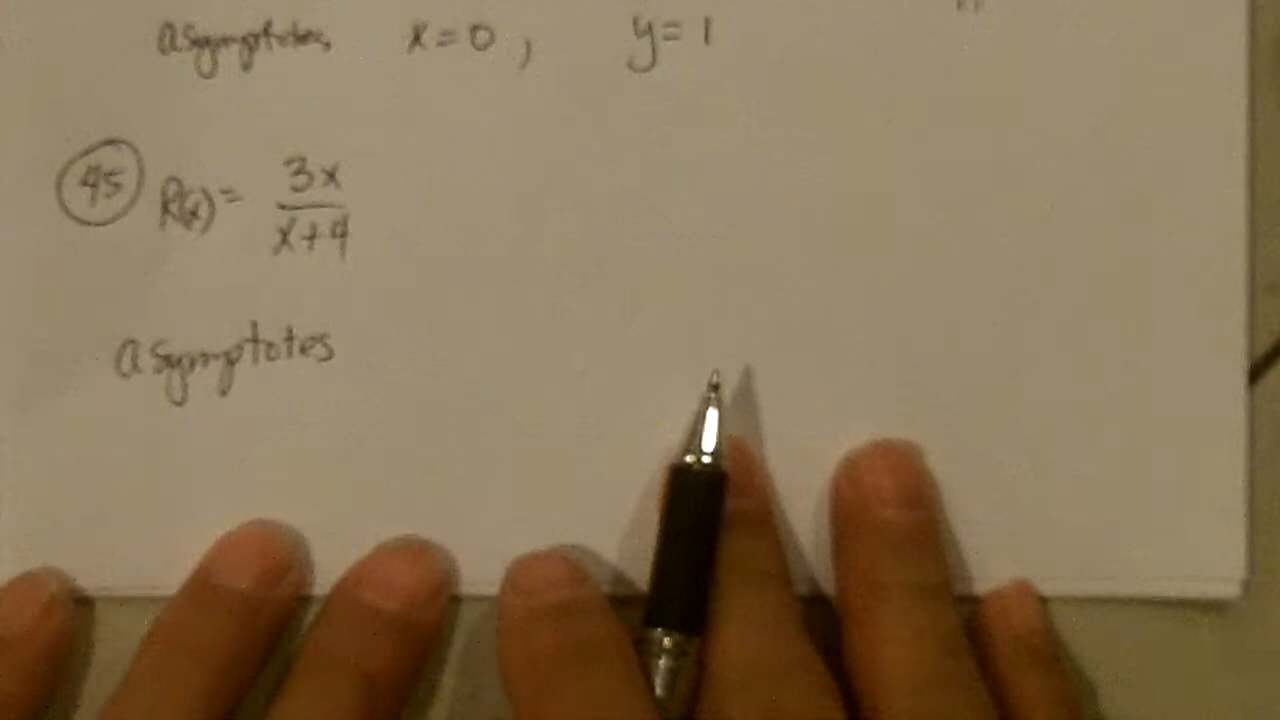 asymptotes x=0, y=1
45 R(x)= 3x
x+4
asymptotes